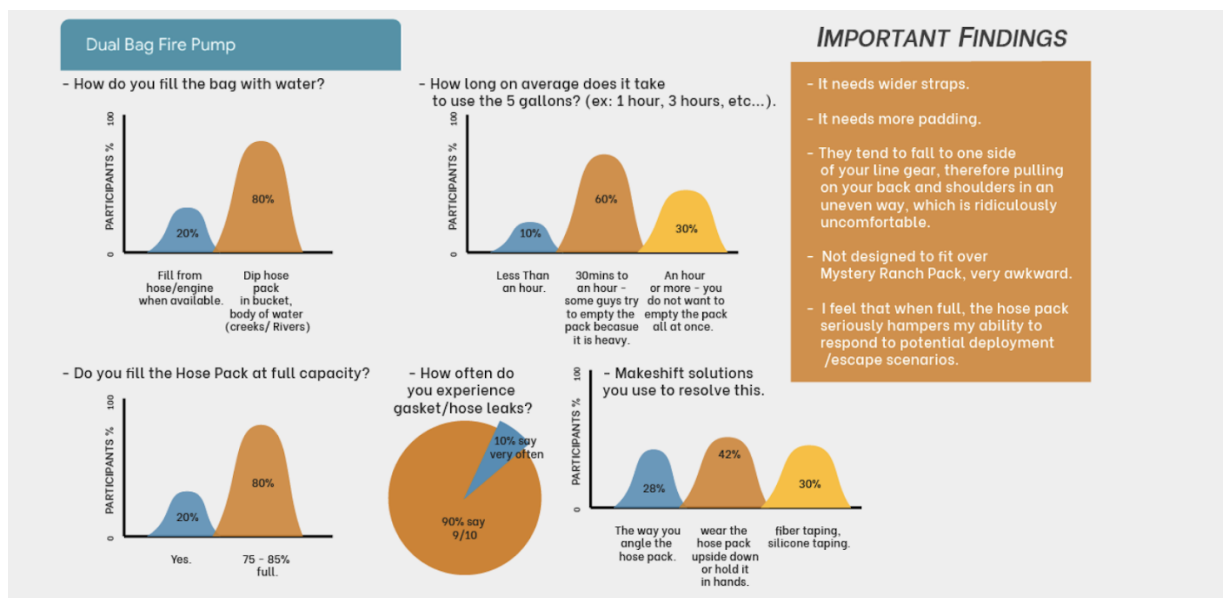 Dual Bag Fire Pump
- How do you fill the bag with water?
100
PARTICIPANTS %
0
20%
80%
Fill from
hose/engine
when available.
Dip hose
pack
in bucket,
body of water
(creeks/ Rivers)
- How long on average does it take
to use the 5 gallons? (ex: 1 hour, 3 hours, etc...).
100
PARTICIPANTS %
0
10%
60%
30%
Less Than
an hour.
30mins to
an hour -
some guys try
to empty the
pack becasue
it is heavy.
An hour
or more - you
do not want to
empty the pack
all at once.
- Do you fill the Hose Pack at full capacity?
100
PARTICIPANTS %
0
20%
80%
Yes.
75 - 85%
full.
- How often do
you experience
gasket/hose leaks?
10% say
very often
90% say
9/10
- Makeshift solutions
you use to resolve this.
100
PARTICIPANTS %
0
28%
42%
30%
The way you
angle the
hose pack.
wear the
hose pack
upside down
or hold it
in hands.
fiber taping,
silicone taping.
IMPORTANT FINDINGS
- It needs wider straps.
- It needs more padding.
- They tend to fall to one side
of your line gear, therefore pulling
on your back and shoulders in an
uneven way, which is ridiculously
uncomfortable.
- Not designed to fit over
Mystery Ranch Pack, very awkward.
- I feel that when full, the hose pack
seriously hampers my ability to
respond to potential deployment
/escape scenarios.